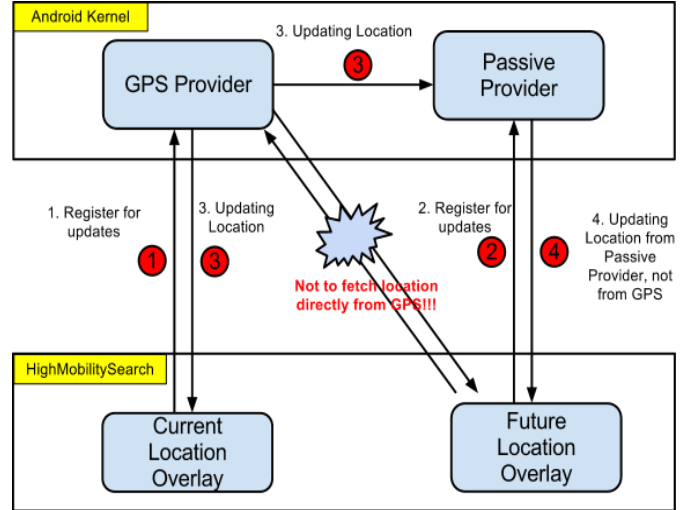 Android Kernel
3. Updating Location
3
GPS Provider
Passive
Provider
1. Register for
updates
1
3. Updating
Location
3
2. Register for
updates
2
4
4. Updating
Location from
Passive
Provider, not
from GPS
Not to fetch location
directly from GPS!!!
HighMobilitySearch
Current
Location
Overlay
Future
Location
Overlay